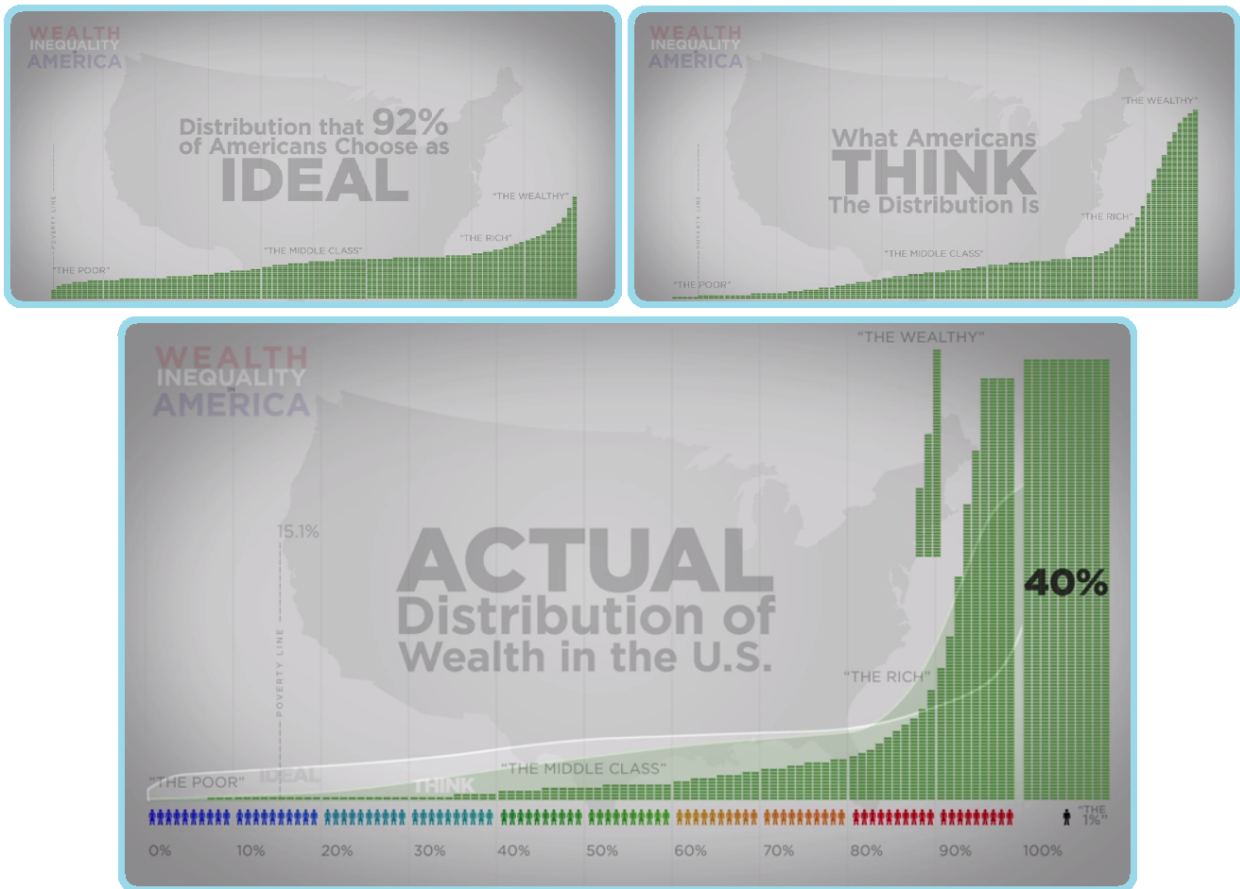 WEALTH
INEQUALITY
AMERICA
Distribution that 92%
of Americans Choose as
IDEAL
POVERTY LINE
"THE WEALTHY"
"THE RICH"
"THE MIDDLE CLASS"
"THE POOR"
WEALTH
INEQUALITY
AMERICA
What Americans
THINK
The Distribution Is
POVERTY LINE
"THE WEALTHY"
"THE RICH"
"THE MIDDLE CLASS"
"THE POOR"
WEALTH
INEQUALITY
IN
AMERICA
"THE WEALTHY"
15.1%
POVERTY LINE
ACTUAL
Distribution of
Wealth in the U.S.
40%
"THE RICH"
"THE POOR"
IDEAL
THINK
"THE MIDDLE CLASS"
"THE
1%"
0% 10% 20% 30% 40% 50% 60% 70% 80% 90% 100%